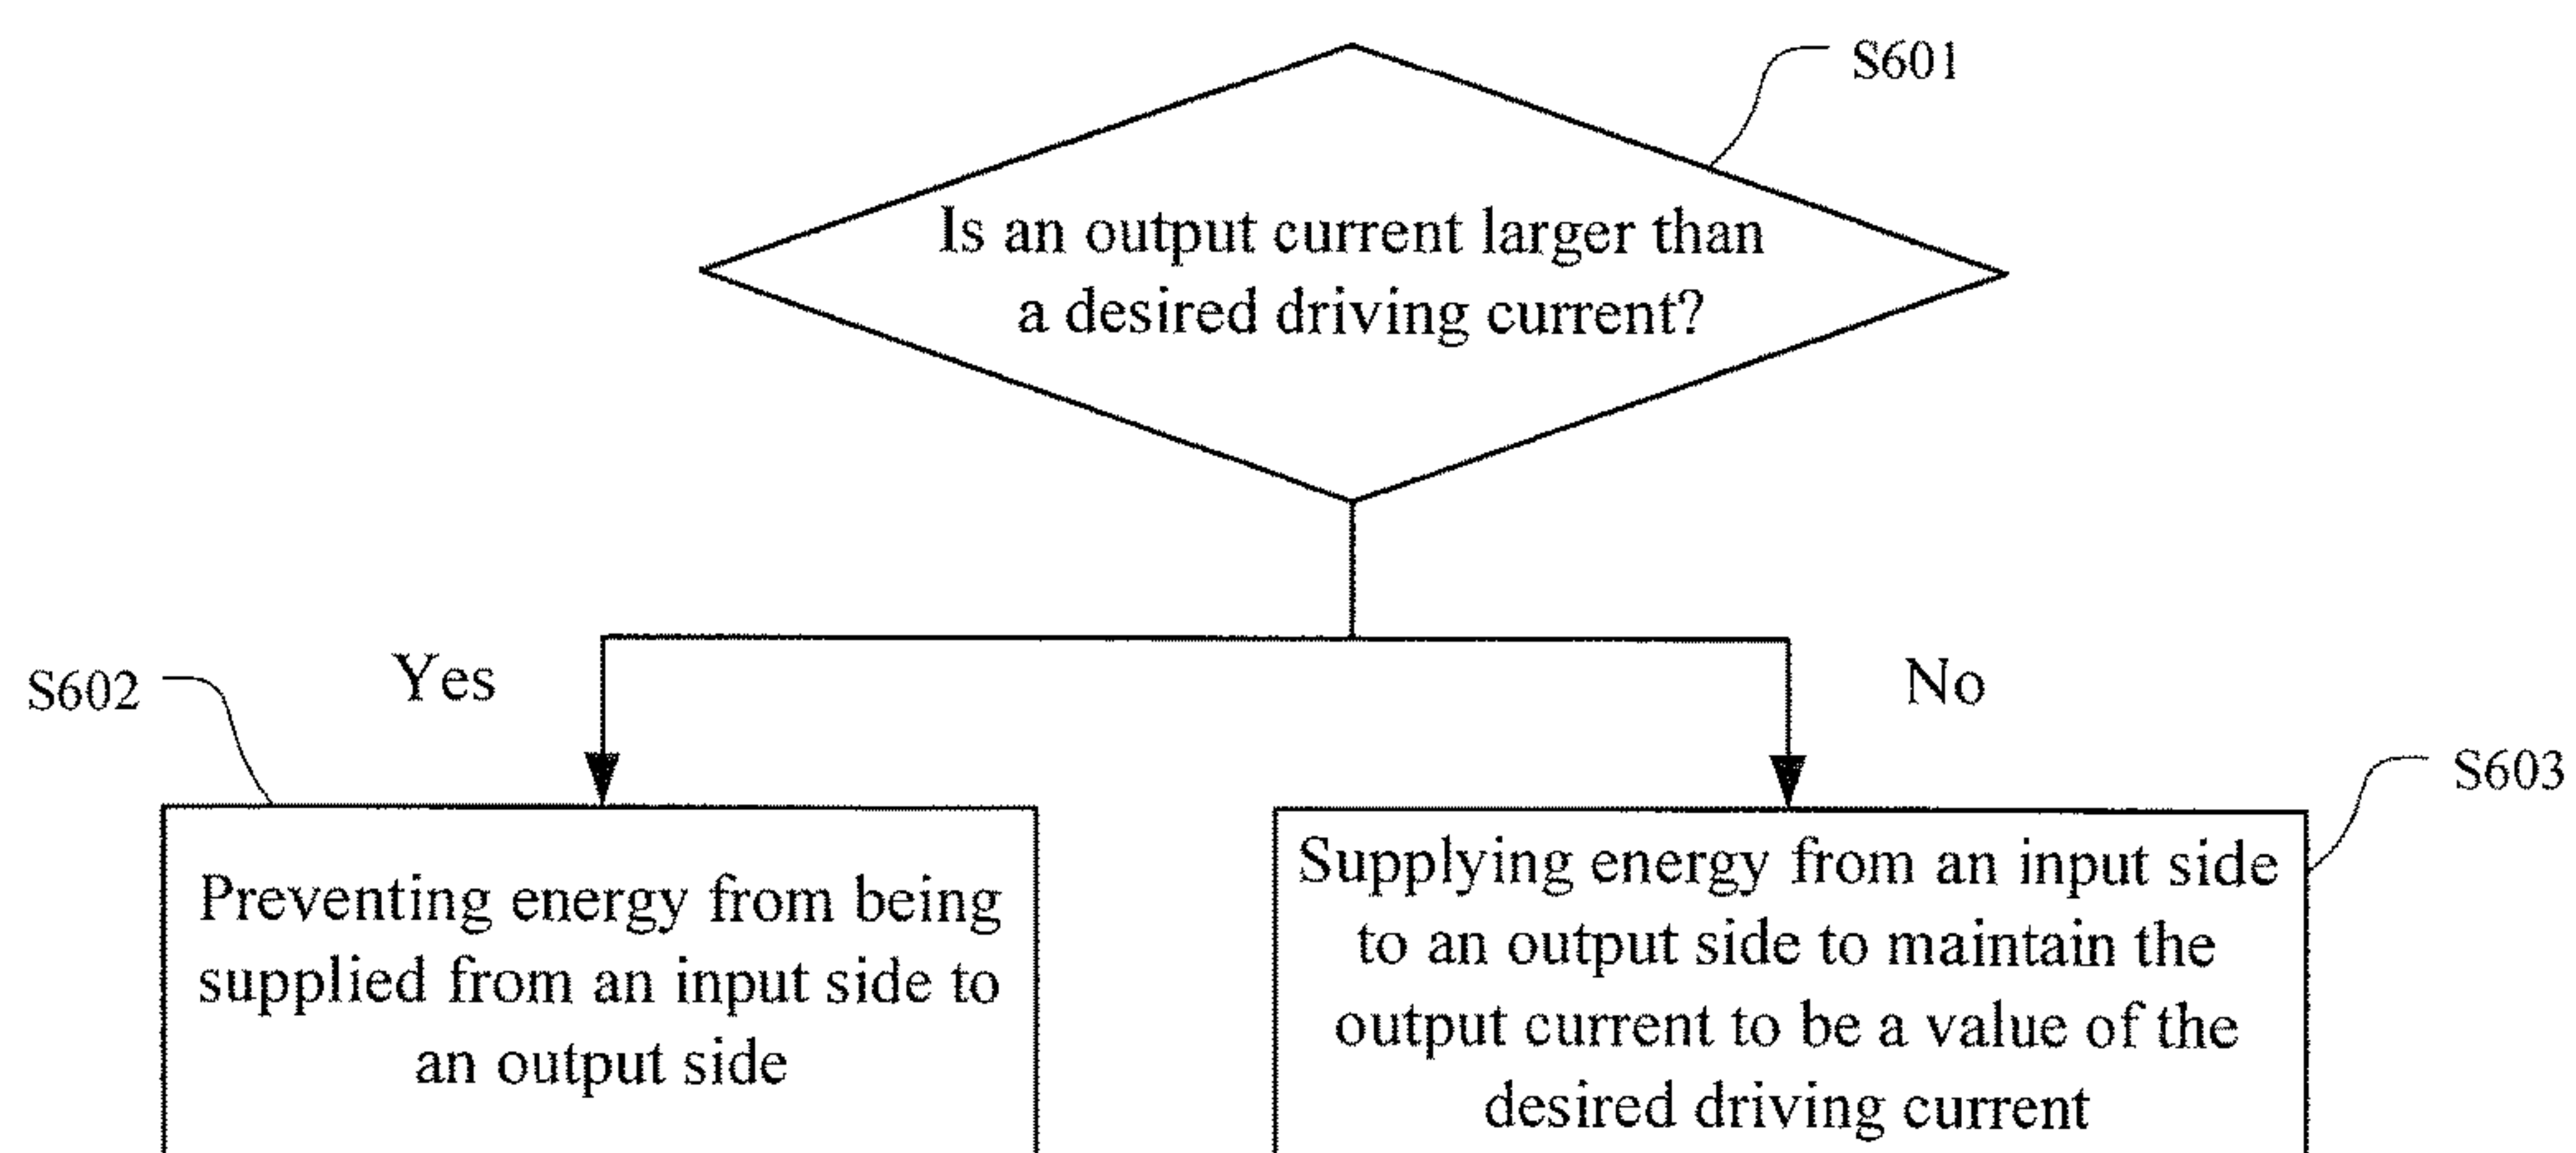 S601
Is an output current larger than
a desired driving current?
S602
Yes
No
S603
Preventing energy from being
supplied from an input side to
an output side
Supplying energy from an input side
to an output side to maintain the
output current to be a value of the
desired driving current